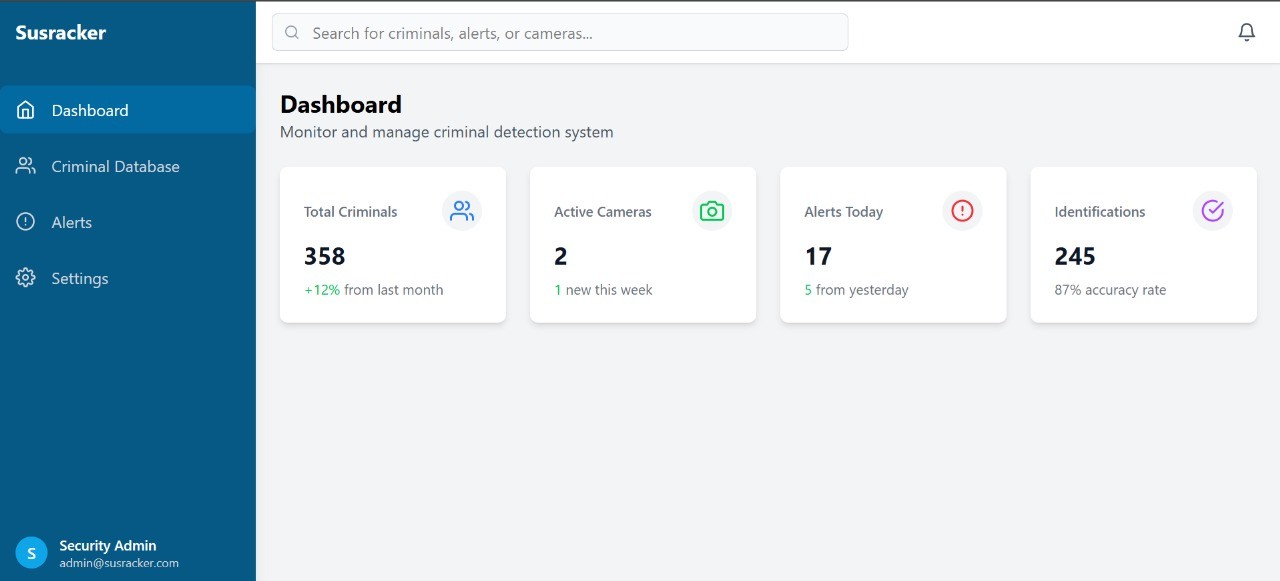 Susracker
Search for criminals, alerts, or cameras...
Dashboard
Criminal Database
Alerts
Settings
Dashboard
Monitor and manage criminal detection system
Total Criminals
358
+12% from last month
Active Cameras
2
1 new this week
Alerts Today
17
5 from yesterday
Identifications
245
87% accuracy rate
S
Security Admin
admin@susracker.com